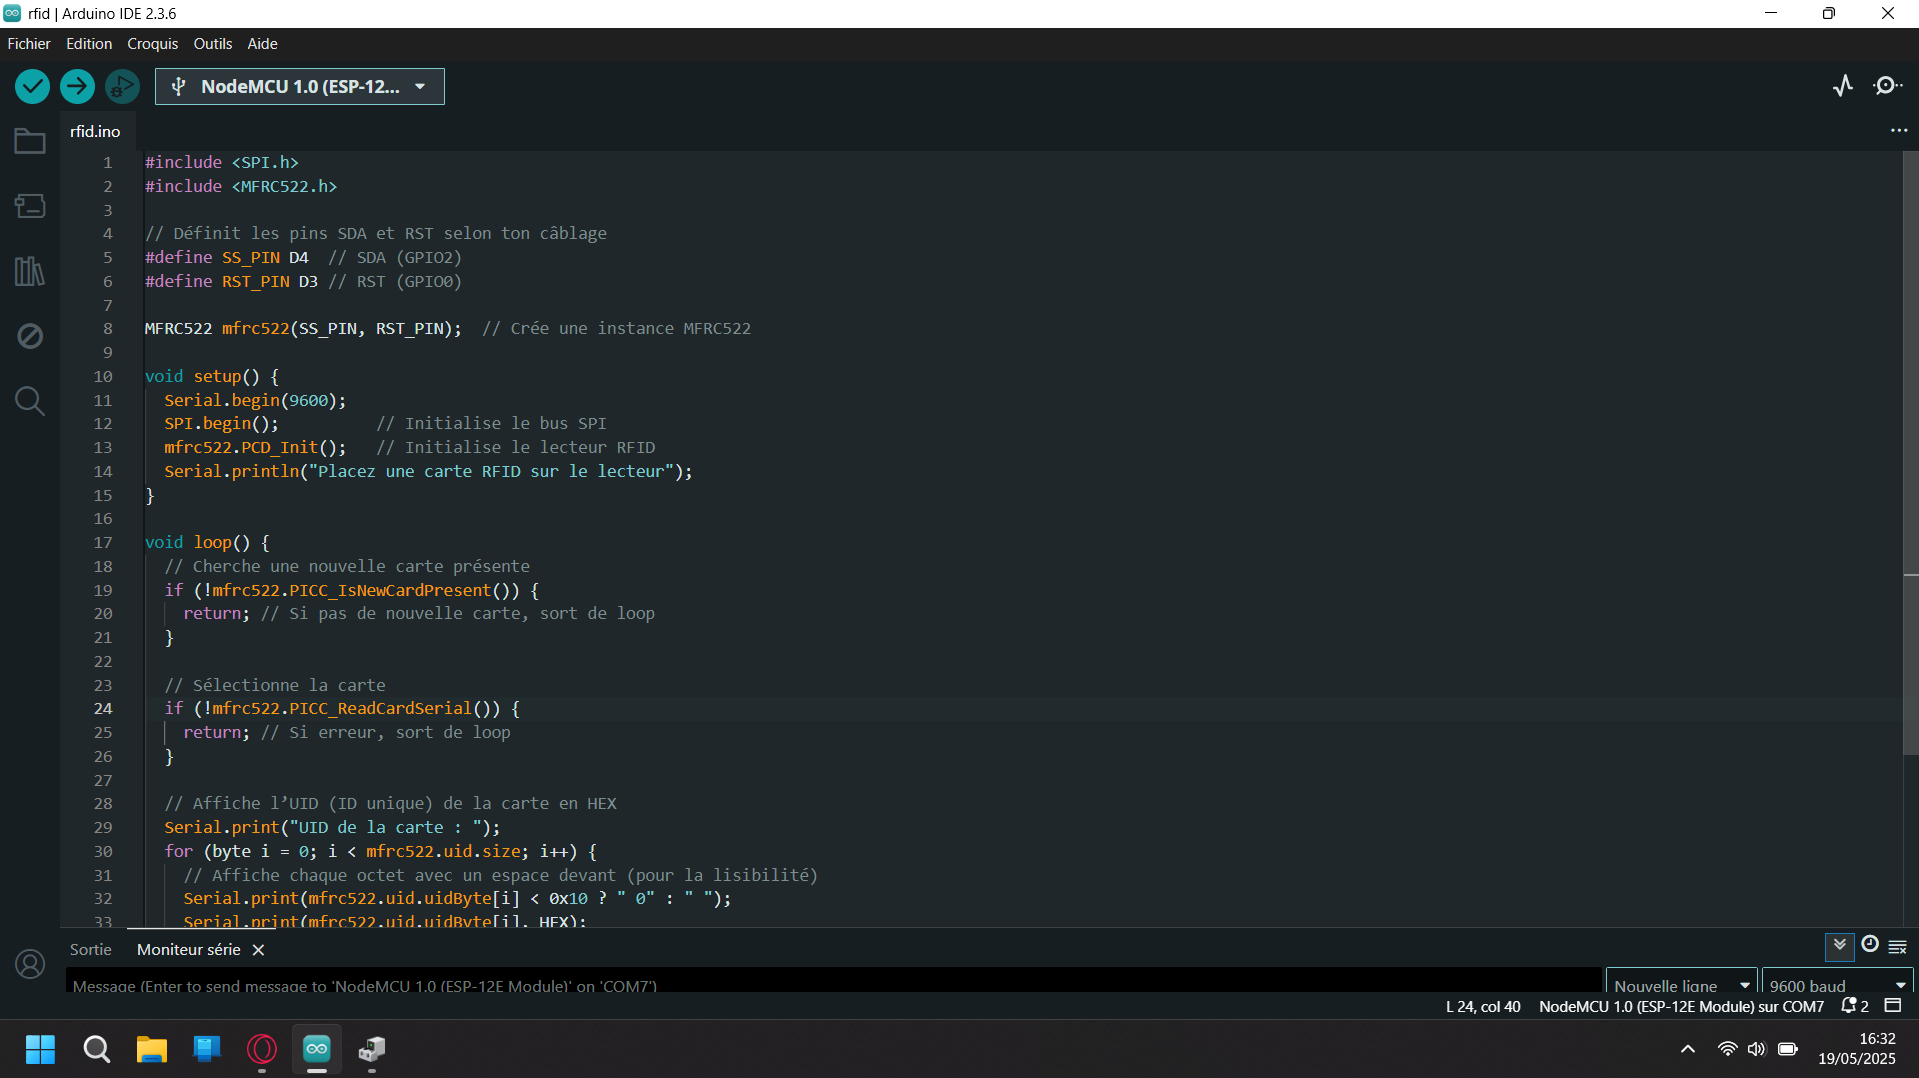 rfid | Arduino IDE 2.3.6
Fichier Edition Croquis Outils Aide
NodeMCU 1.0 (ESP-12...
rfid.ino
1 #include <SPI.h>
2 #include <MFRC522.h>
3
4 // Définit les pins SDA et RST selon ton câblage
5 #define SS_PIN D4 // SDA (GPIO2)
6 #define RST_PIN D3 // RST (GPIO0)
7
8 MFRC522 mfrc522(SS_PIN, RST_PIN); // Crée une instance MFRC522
9
10 void setup() {
11 Serial.begin(9600);
12 SPI.begin(); // Initialise le bus SPI
13 mfrc522.PCD_Init(); // Initialise le lecteur RFID
14 Serial.println("Placez une carte RFID sur le lecteur");
15 }
16
17 void loop() {
18 // Cherche une nouvelle carte présente
19 if (!mfrc522.PICC_IsNewCardPresent()) {
20 return; // Si pas de nouvelle carte, sort de loop
21 }
22
23 // Sélectionne la carte
24 if (!mfrc522.PICC_ReadCardSerial()) {
25 return; // Si erreur, sort de loop
26 }
27
28 // Affiche l’UID (ID unique) de la carte en HEX
29 Serial.print("UID de la carte : ");
30 for (byte i = 0; i < mfrc522.uid.size; i++) {
31 // Affiche chaque octet avec un espace devant (pour la lisibilité)
32 Serial.print(mfrc522.uid.uidByte[i] < 0x10 ? " 0" : " ");
33 Serial.print(mfrc522.uid.uidByte[i], HEX);
Sortie Moniteur série
Message (Enter to send message to 'NodeMCU 1.0 (ESP-12E Module)' on 'COM7')
Nouvelle ligne 9600 baud
L 24, col 40 NodeMCU 1.0 (ESP-12E Module) sur COM7 2
16:32
19/05/2025